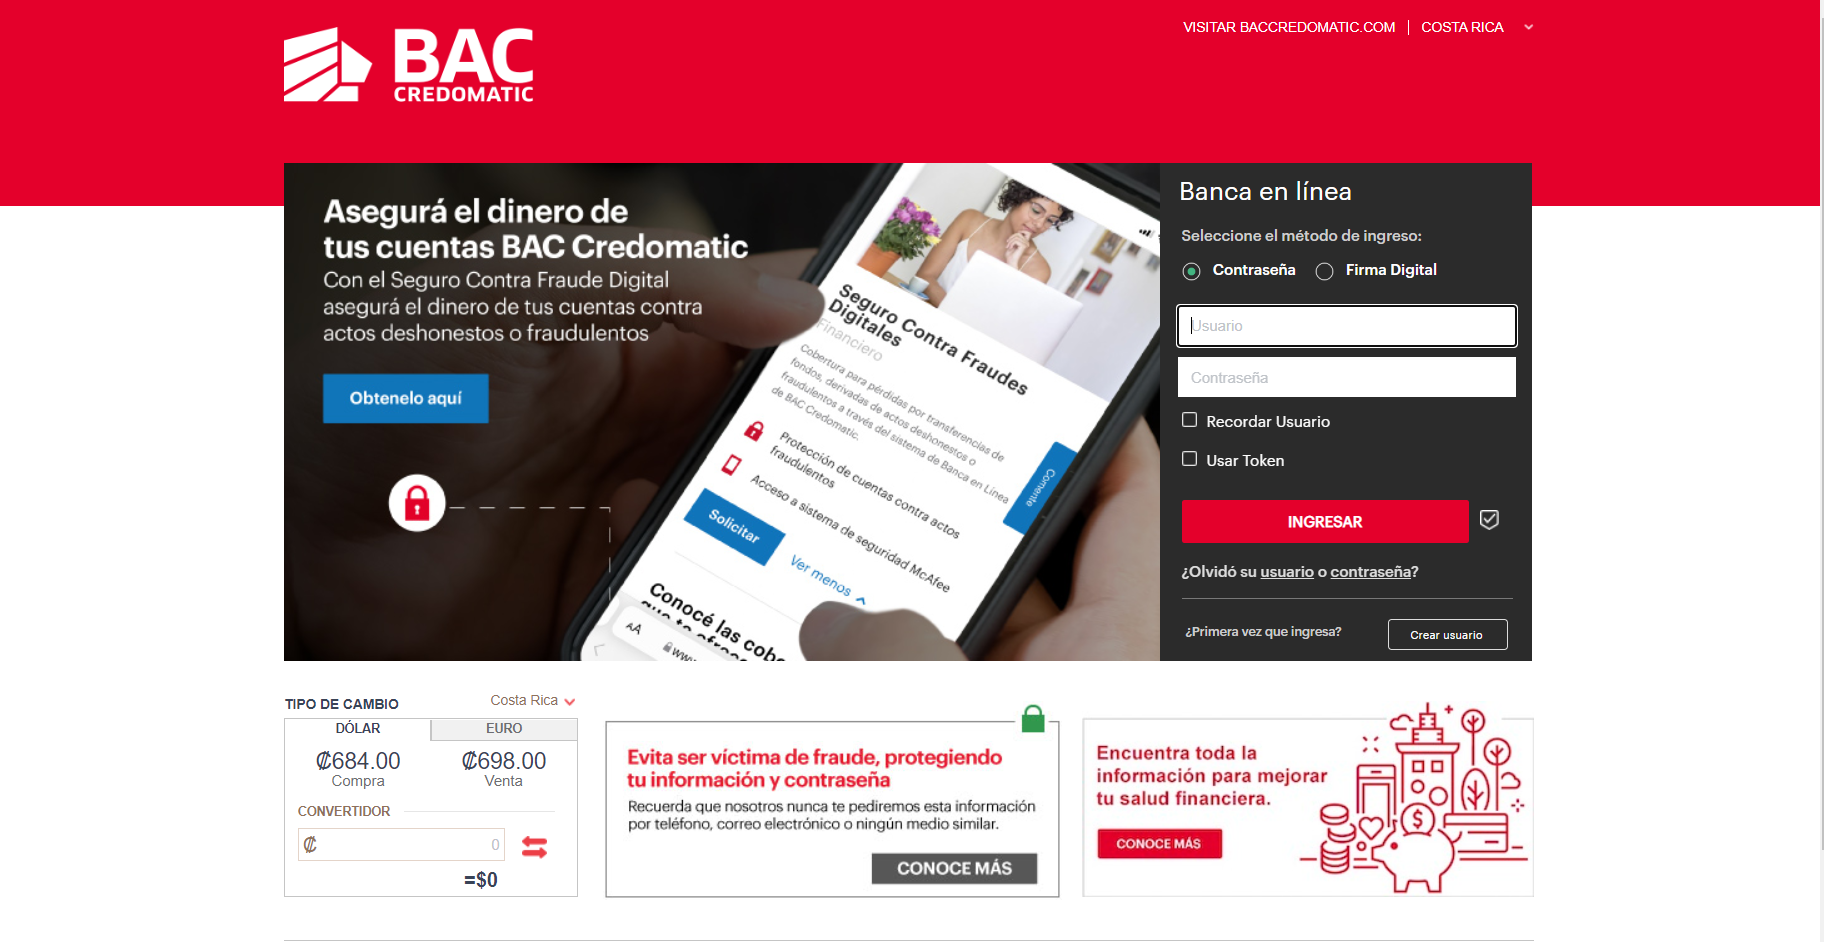 BAC
CREDOMATIC
VISITAR BACCREDOMATIC.COM
COSTA RICA
Asegurá el dinero de
tus cuentas BAC Credomatic
Con el Seguro Contra Fraude Digital
asegurá el dinero de tus cuentas contra
actos deshonestos o fraudulentos
Obtenelo aquí
Seguro Contra Fraudes
Digitales
Financiero
Cobertura para pérdidas por transferencias de
fondos, derivadas de actos deshonestos o
fraudulentos a través del sistema de Banca en Línea
de BAC Credomatic.
Protección de cuentas contra actos
fraudulentos
Acceso a sistema de seguridad McAfee
Comente
Solicitar
Ver menos
Conocé las cobe
AA
www
Banca en línea
Seleccione el método de ingreso:
Contraseña
Firma Digital
Usuario
Contraseña
Recordar Usuario
Usar Token
INGRESAR
¿Olvidó su usuario o contraseña?
¿Primera vez que ingresa?
Crear usuario
TIPO DE CAMBIO
Costa Rica
DÓLAR
EURO
₡684.00
₡698.00
Compra
Venta
CONVERTIDOR
₡
0
=$0
Evita ser víctima de fraude, protegiendo
tu información y contraseña
Recuerda que nosotros nunca te pediremos esta información
por teléfono, correo electrónico o ningún medio similar.
CONOCE MÁS
Encuentra toda la
información para mejorar
tu salud financiera.
CONOCE MÁS
$